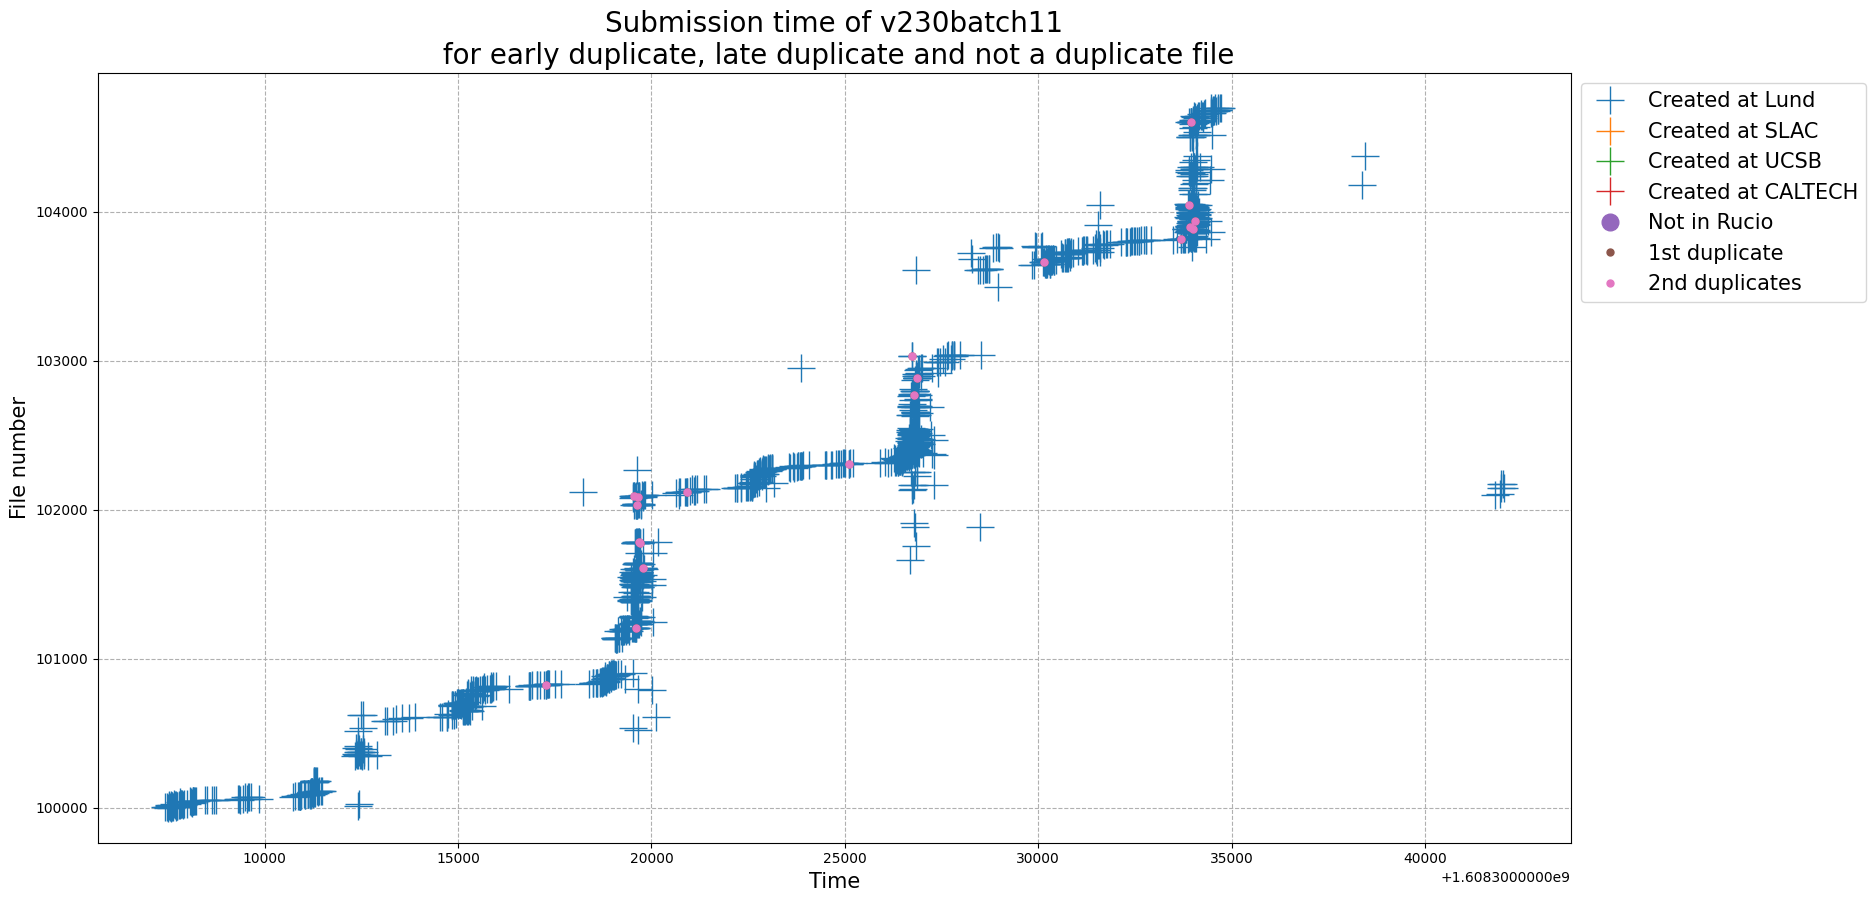 Submission time of v230batch11
for early duplicate, late duplicate and not a duplicate file
Created at Lund
Created at SLAC
Created at UCSB
Created at CALTECH
Not in Rucio
1st duplicate
2nd duplicates
File number
104000
103000
102000
101000
100000
10000
15000
20000
25000
30000
35000
40000
+1.6083000000e9
Time